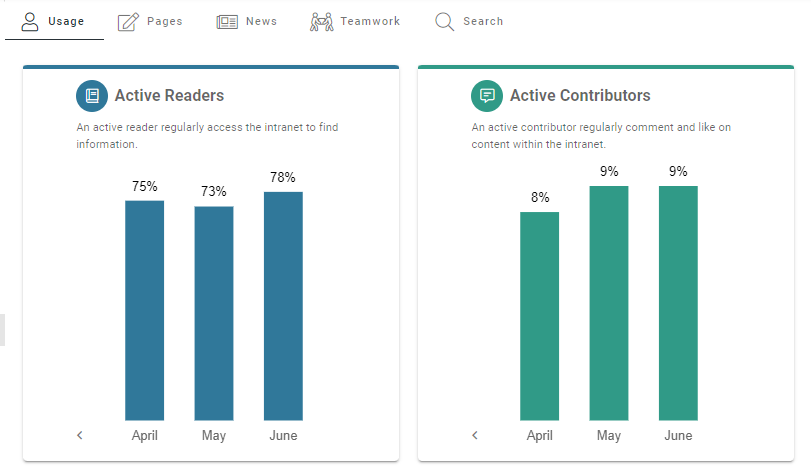 Usage Pages News Teamwork Search
Active Readers
An active reader regularly access the intranet to find
information.
75% 73% 78%
April May June
Active Contributors
An active contributor regularly comment and like on
content within the intranet.
8% 9% 9%
April May June